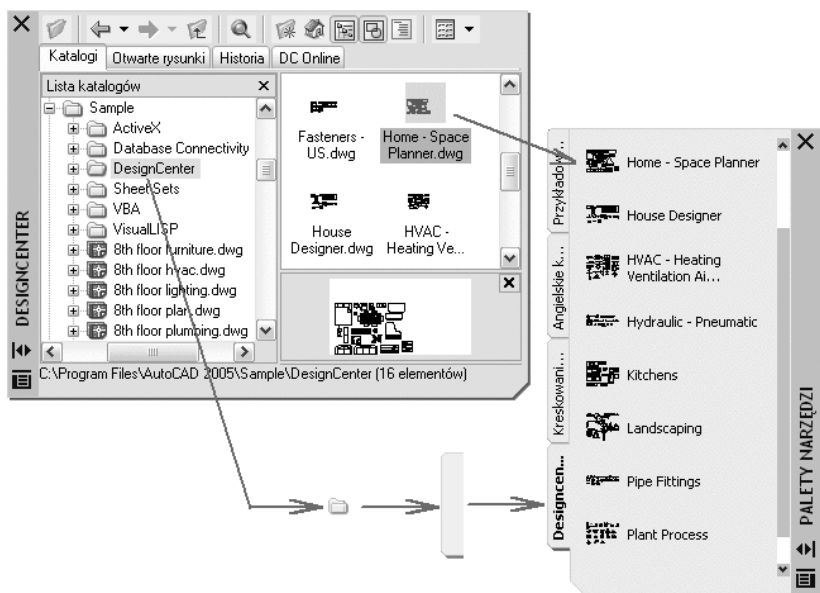 Katalogi
Otwarte rysunki
Historia
DC Online
Lista katalogów
Sample
ActiveX
Database Connectivity
DesignCenter
Sheet Sets
VBA
VisualLISP
8th floor furniture.dwg
8th floor hvac.dwg
8th floor lighting.dwg
8th floor plan.dwg
8th floor plumping.dwg
Fasteners -
US.dwg
Home - Space
Planner.dwg
House
Designer.dwg
HVAC -
Heating Ve...
C:\Program Files\AutoCAD 2005\Sample\DesignCenter (16 elementów)
DESIGNCENTER
Przykładow...
Angielskie k...
Kreskowani...
Designcen...
Home - Space Planner
House Designer
HVAC - Heating
Ventilation Ai...
Hydraulic - Pneumatic
Kitchens
Landscaping
Pipe Fittings
Plant Process
PALETY NARZĘDZI